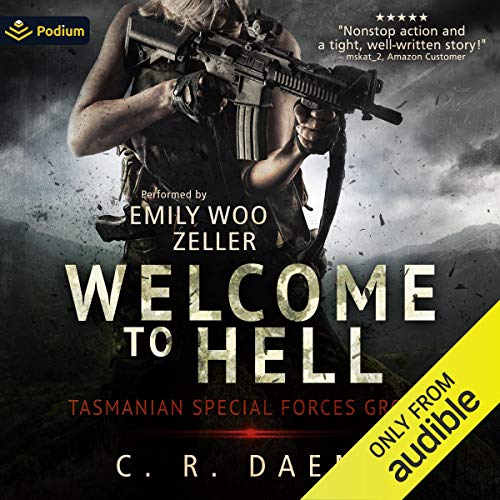 Podium
★★★★★
"Nonstop action and
a tight, well-written story!"
– mskat_2, Amazon Customer
Performed by
EMILY WOO
ZELLER
WELCOME
TO HELL
TASMANIAN SPECIAL FORCES GR
C. R. DAE
ONLY FROM
audible